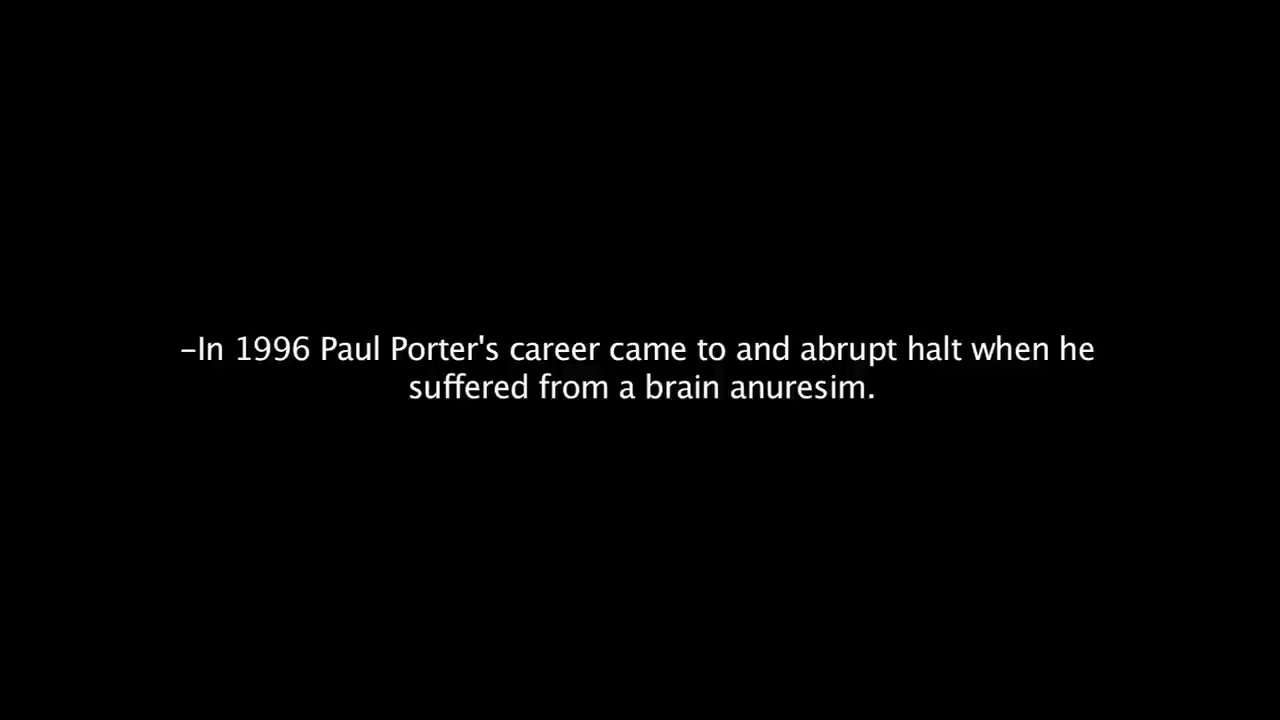 –In 1996 Paul Porter's career came to and abrupt halt when he
suffered from a brain anuresim.